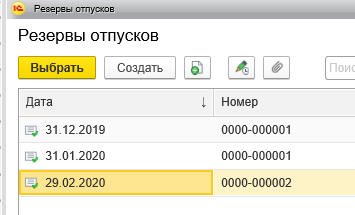 1С Резервы отпусков
Резервы отпусков
Выбрать Создать Поис
Дата ↓ Номер
31.12.2019 0000-000001
31.01.2020 0000-000001
29.02.2020 0000-000002